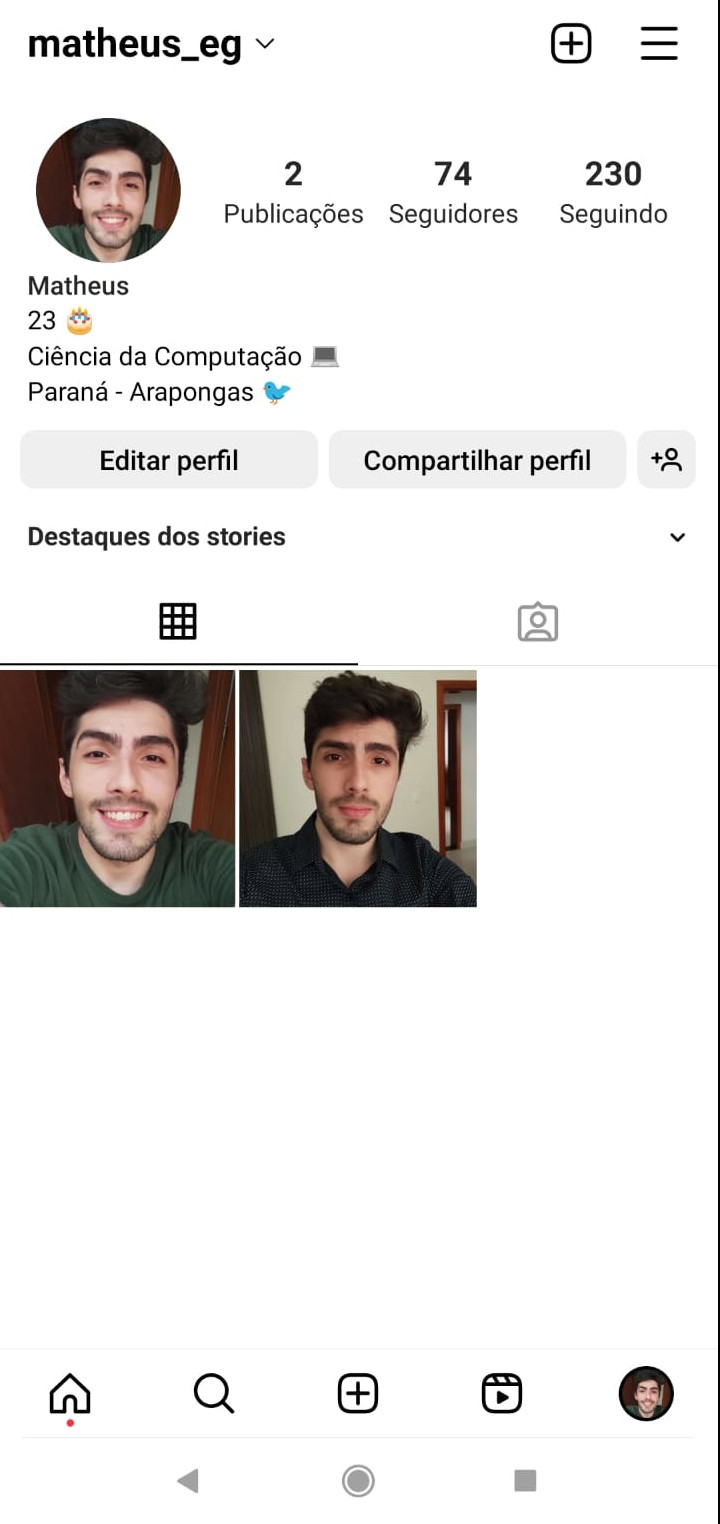 matheus_eg
2 74 230
Publicações Seguidores Seguindo
Matheus
23 🎂
Ciência da Computação 💻
Paraná - Arapongas 🐦
Editar perfil Compartilhar perfil
Destaques dos stories